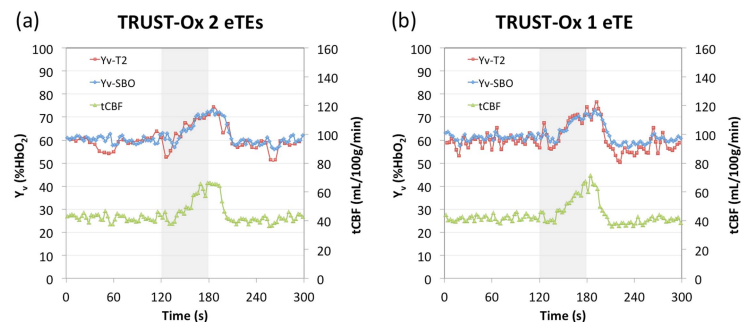 (a) TRUST-Ox 2 eTEs
100
90
80
70
60
50
40
30
20
10
0
Yv (%HbO2)
Yv-T2
Yv-SBO
tCBF
160
140
120
100
80
60
40
20
0
tCBF (mL/100g/min)
0 60 120 180 240 300
Time (s)
(b) TRUST-Ox 1 eTE
100
90
80
70
60
50
40
30
20
10
0
Yv (%HbO2)
Yv-T2
Yv-SBO
tCBF
160
140
120
100
80
60
40
20
0
tCBF (mL/100g/min)
0 60 120 180 240 300
Time (s)